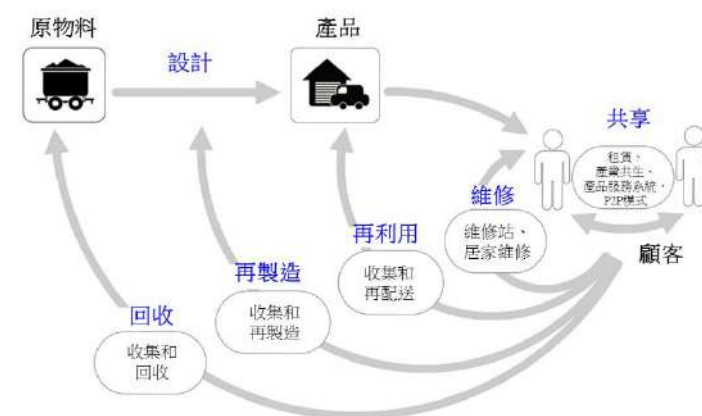 原物料
產品
設計
共享
租賃、
產業共生、
產品服務系統、
P2P模式
維修
維修站、
居家維修
顧客
再利用
收集和
再配送
再製造
收集和
再製造
回收
收集和
回收